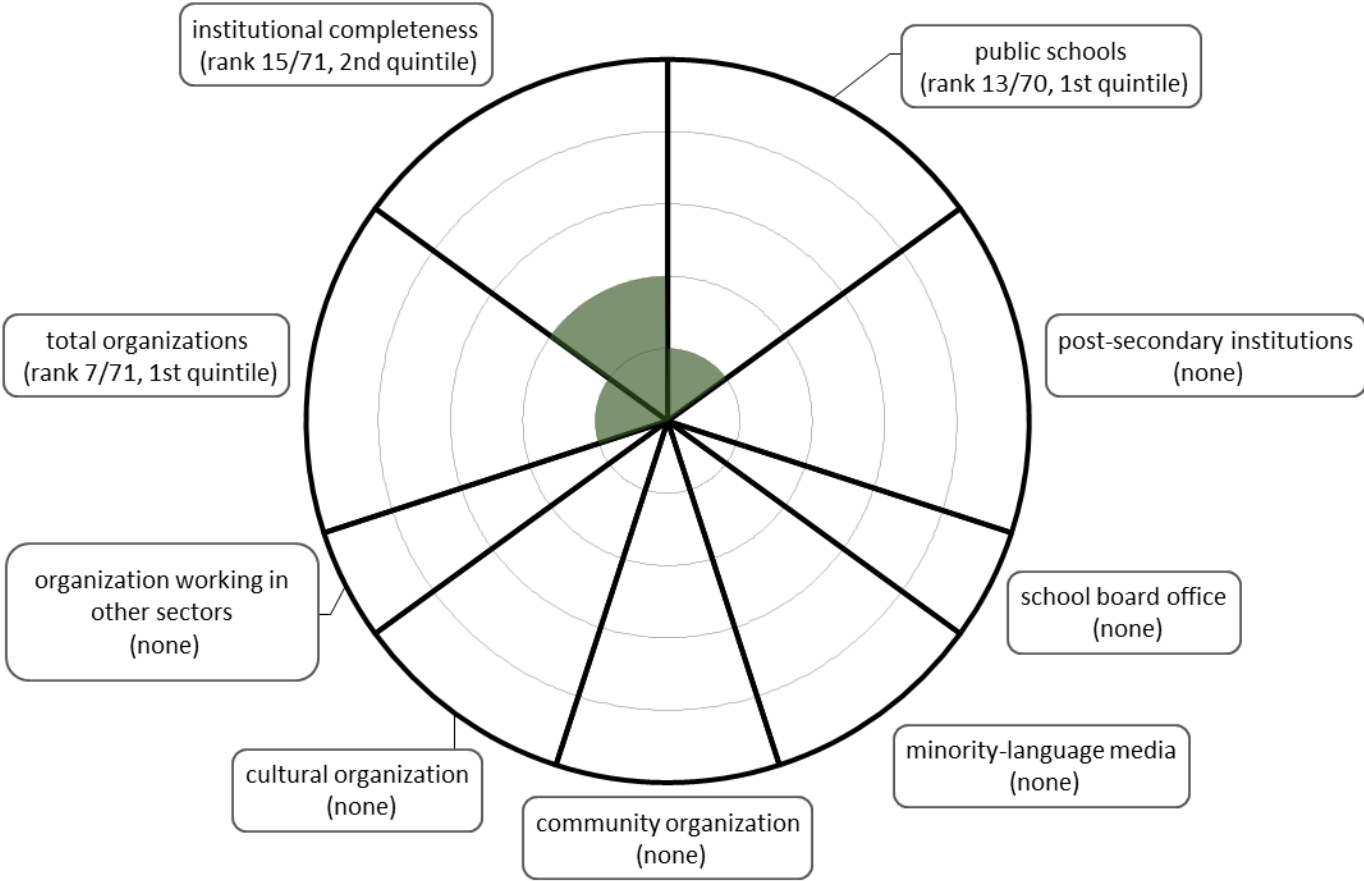 institutional completeness
(rank 15/71, 2nd quintile)
public schools
(rank 13/70, 1st quintile)
total organizations
(rank 7/71, 1st quintile)
post-secondary institutions
(none)
organization working in
other sectors
(none)
school board office
(none)
cultural organization
(none)
minority-language media
(none)
community organization
(none)